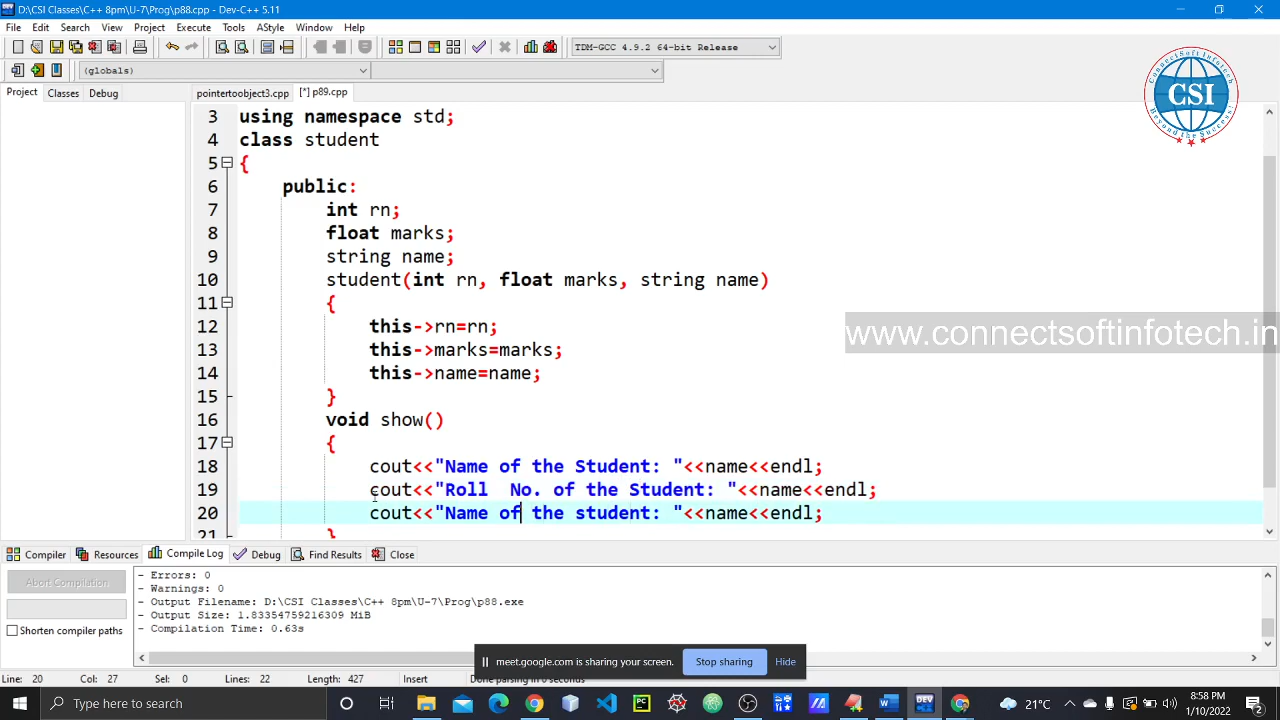 D:\CSI Classes\C++ 8pm\U-7\Prog\p88.cpp - Dev-C++ 5.11
File Edit Search View Project Execute Tools AStyle Window Help
TDM-GCC 4.9.2 64-bit Release
(globals)
Project Classes Debug
pointertoobject3.cpp [*] p89.cpp
CSI
3 using namespace std;
4 class student
5 {
6 public:
7 int rn;
8 float marks;
9 string name;
10 student(int rn, float marks, string name)
11 {
12 this->rn=rn;
13 this->marks=marks;
14 this->name=name;
15 }
16 void show()
17 {
18 cout<<"Name of the Student: "<<name<<endl;
19 cout<<"Roll  No. of the Student: "<<name<<endl;
20 cout<<"Name of the student: "<<name<<endl;
21 }
www.connectsoftinfotech.in
Compiler Resources Compile Log Debug Find Results Close
Abort Compilation
Shorten compiler paths
- Errors: 0
- Warnings: 0
- Output Filename: D:\CSI Classes\C++ 8pm\U-7\Prog\p88.exe
- Output Size: 1.83354759216309 MiB
- Compilation Time: 0.63s
meet.google.com is sharing your screen. Stop sharing Hide
Line: 20 Col: 27 Sel: 0 Lines: 22 Length: 427 Insert Done parsing in 0 seconds
Type here to search
21°C
8:58 PM
1/10/2022